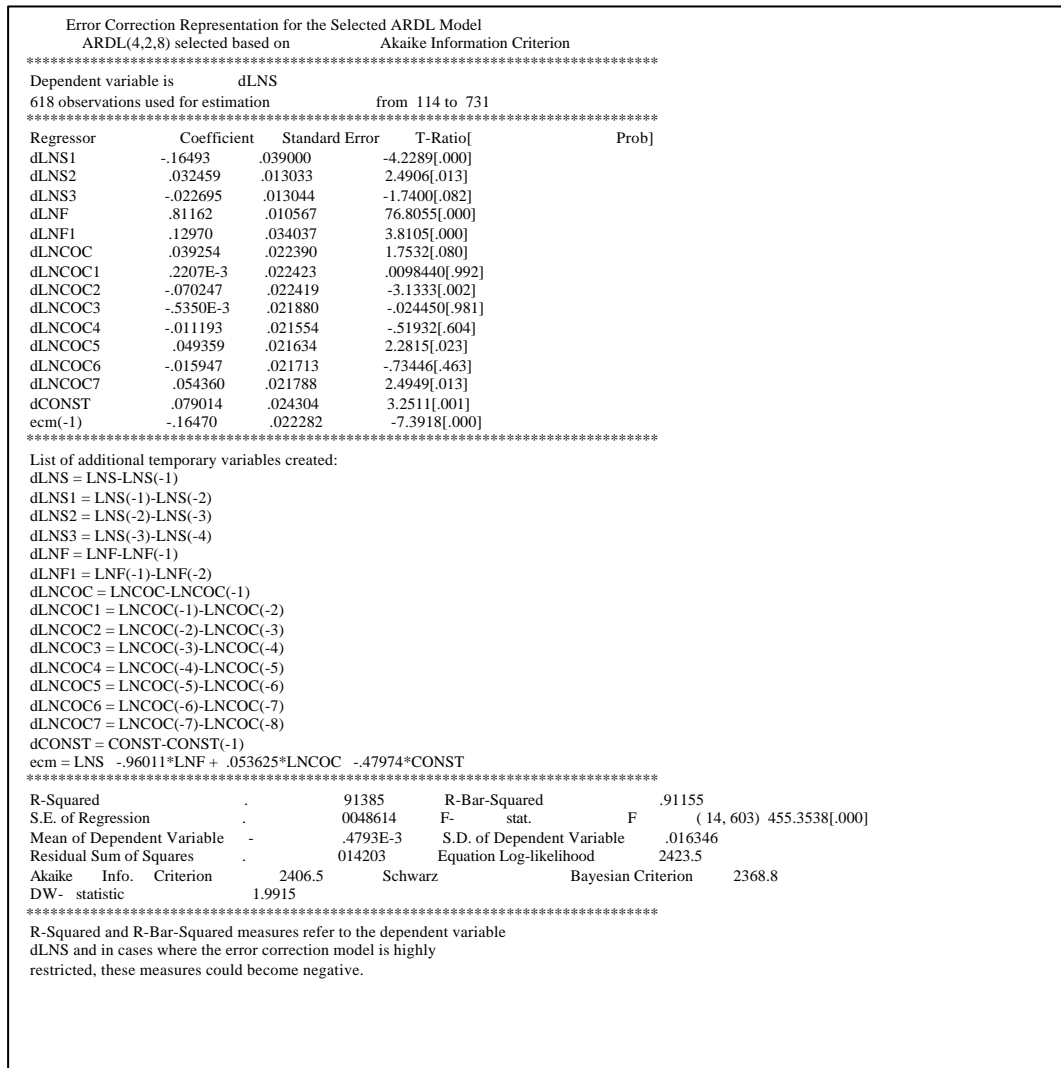 Error Correction Representation for the Selected ARDL Model
ARDL(4,2,8) selected based on Akaike Information Criterion
*******************************************************************************
Dependent variable is dLNS
618 observations used for estimation from 114 to 731
*******************************************************************************
Regressor Coefficient Standard Error T-Ratio[ Prob]
dLNS1 -.16493 .039000 -4.2289[.000]
dLNS2 .032459 .013033 2.4906[.013]
dLNS3 -.022695 .013044 -1.7400[.082]
dLNF .81162 .010567 76.8055[.000]
dLNF1 .12970 .034037 3.8105[.000]
dLNCOC .039254 .022390 1.7532[.080]
dLNCOC1 .2207E-3 .022423 .0098440[.992]
dLNCOC2 -.070247 .022419 -3.1333[.002]
dLNCOC3 -.5350E-3 .021880 -.024450[.981]
dLNCOC4 -.011193 .021554 -.51932[.604]
dLNCOC5 .049359 .021634 2.2815[.023]
dLNCOC6 -.015947 .021713 -.73446[.463]
dLNCOC7 .054360 .021788 2.4949[.013]
dCONST .079014 .024304 3.2511[.001]
ecm(-1) -.16470 .022282 -7.3918[.000]
*******************************************************************************
List of additional temporary variables created:
dLNS = LNS-LNS(-1)
dLNS1 = LNS(-1)-LNS(-2)
dLNS2 = LNS(-2)-LNS(-3)
dLNS3 = LNS(-3)-LNS(-4)
dLNF = LNF-LNF(-1)
dLNF1 = LNF(-1)-LNF(-2)
dLNCOC = LNCOC-LNCOC(-1)
dLNCOC1 = LNCOC(-1)-LNCOC(-2)
dLNCOC2 = LNCOC(-2)-LNCOC(-3)
dLNCOC3 = LNCOC(-3)-LNCOC(-4)
dLNCOC4 = LNCOC(-4)-LNCOC(-5)
dLNCOC5 = LNCOC(-5)-LNCOC(-6)
dLNCOC6 = LNCOC(-6)-LNCOC(-7)
dLNCOC7 = LNCOC(-7)-LNCOC(-8)
dCONST = CONST-CONST(-1)
ecm = LNS -.96011*LNF + .053625*LNCOC -.47974*CONST
*******************************************************************************
R-Squared . 91385 R-Bar-Squared .91155
S.E. of Regression . 0048614 F- stat. F ( 14, 603) 455.3538[.000]
Mean of Dependent Variable - .4793E-3 S.D. of Dependent Variable .016346
Residual Sum of Squares . 014203 Equation Log-likelihood 2423.5
Akaike Info. Criterion 2406.5 Schwarz Bayesian Criterion 2368.8
DW- statistic 1.9915
*******************************************************************************
R-Squared and R-Bar-Squared measures refer to the dependent variable
dLNS and in cases where the error correction model is highly
restricted, these measures could become negative.